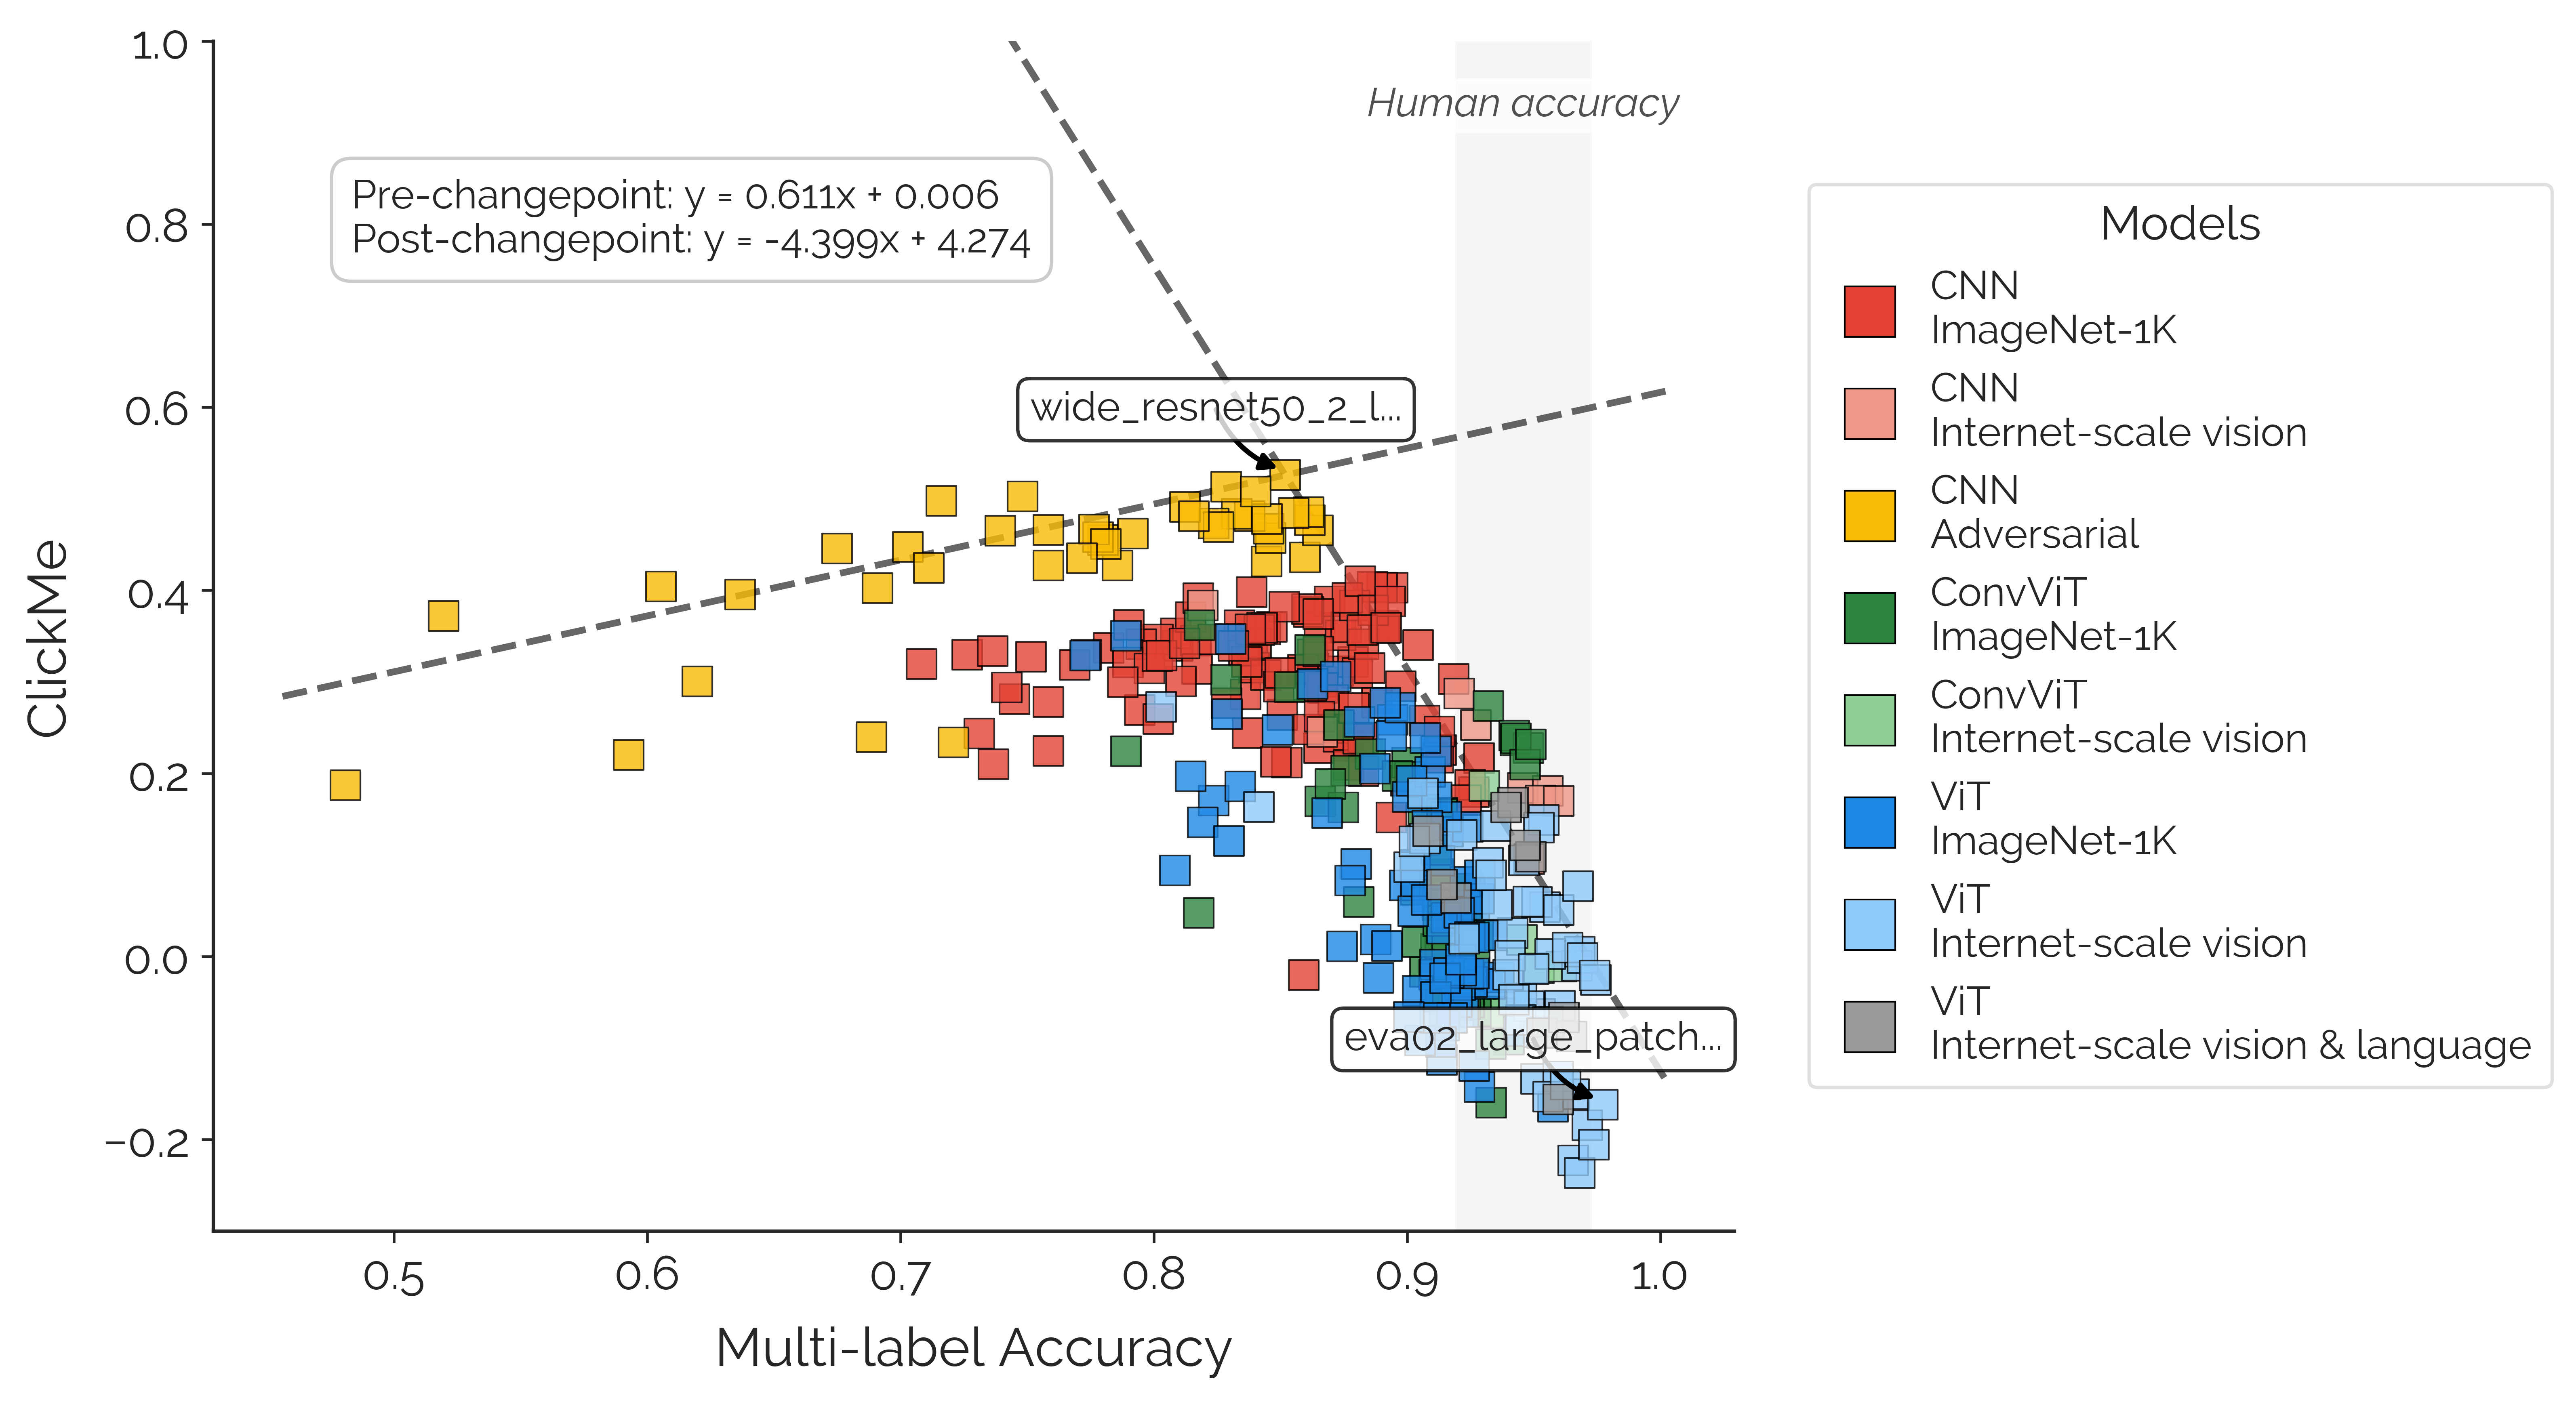 1.0
0.8
0.6
0.4
0.2
0.0
−0.2
ClickMe
Human accuracy
Pre-changepoint: y = 0.611x + 0.006
Post-changepoint: y = -4.399x + 4.274
wide_resnet50_2_l...
eva02_large_patch...
0.5 0.6 0.7 0.8 0.9 1.0
Multi-label Accuracy
Models
CNN
ImageNet-1K
CNN
Internet-scale vision
CNN
Adversarial
ConvViT
ImageNet-1K
ConvViT
Internet-scale vision
ViT
ImageNet-1K
ViT
Internet-scale vision
ViT
Internet-scale vision & language